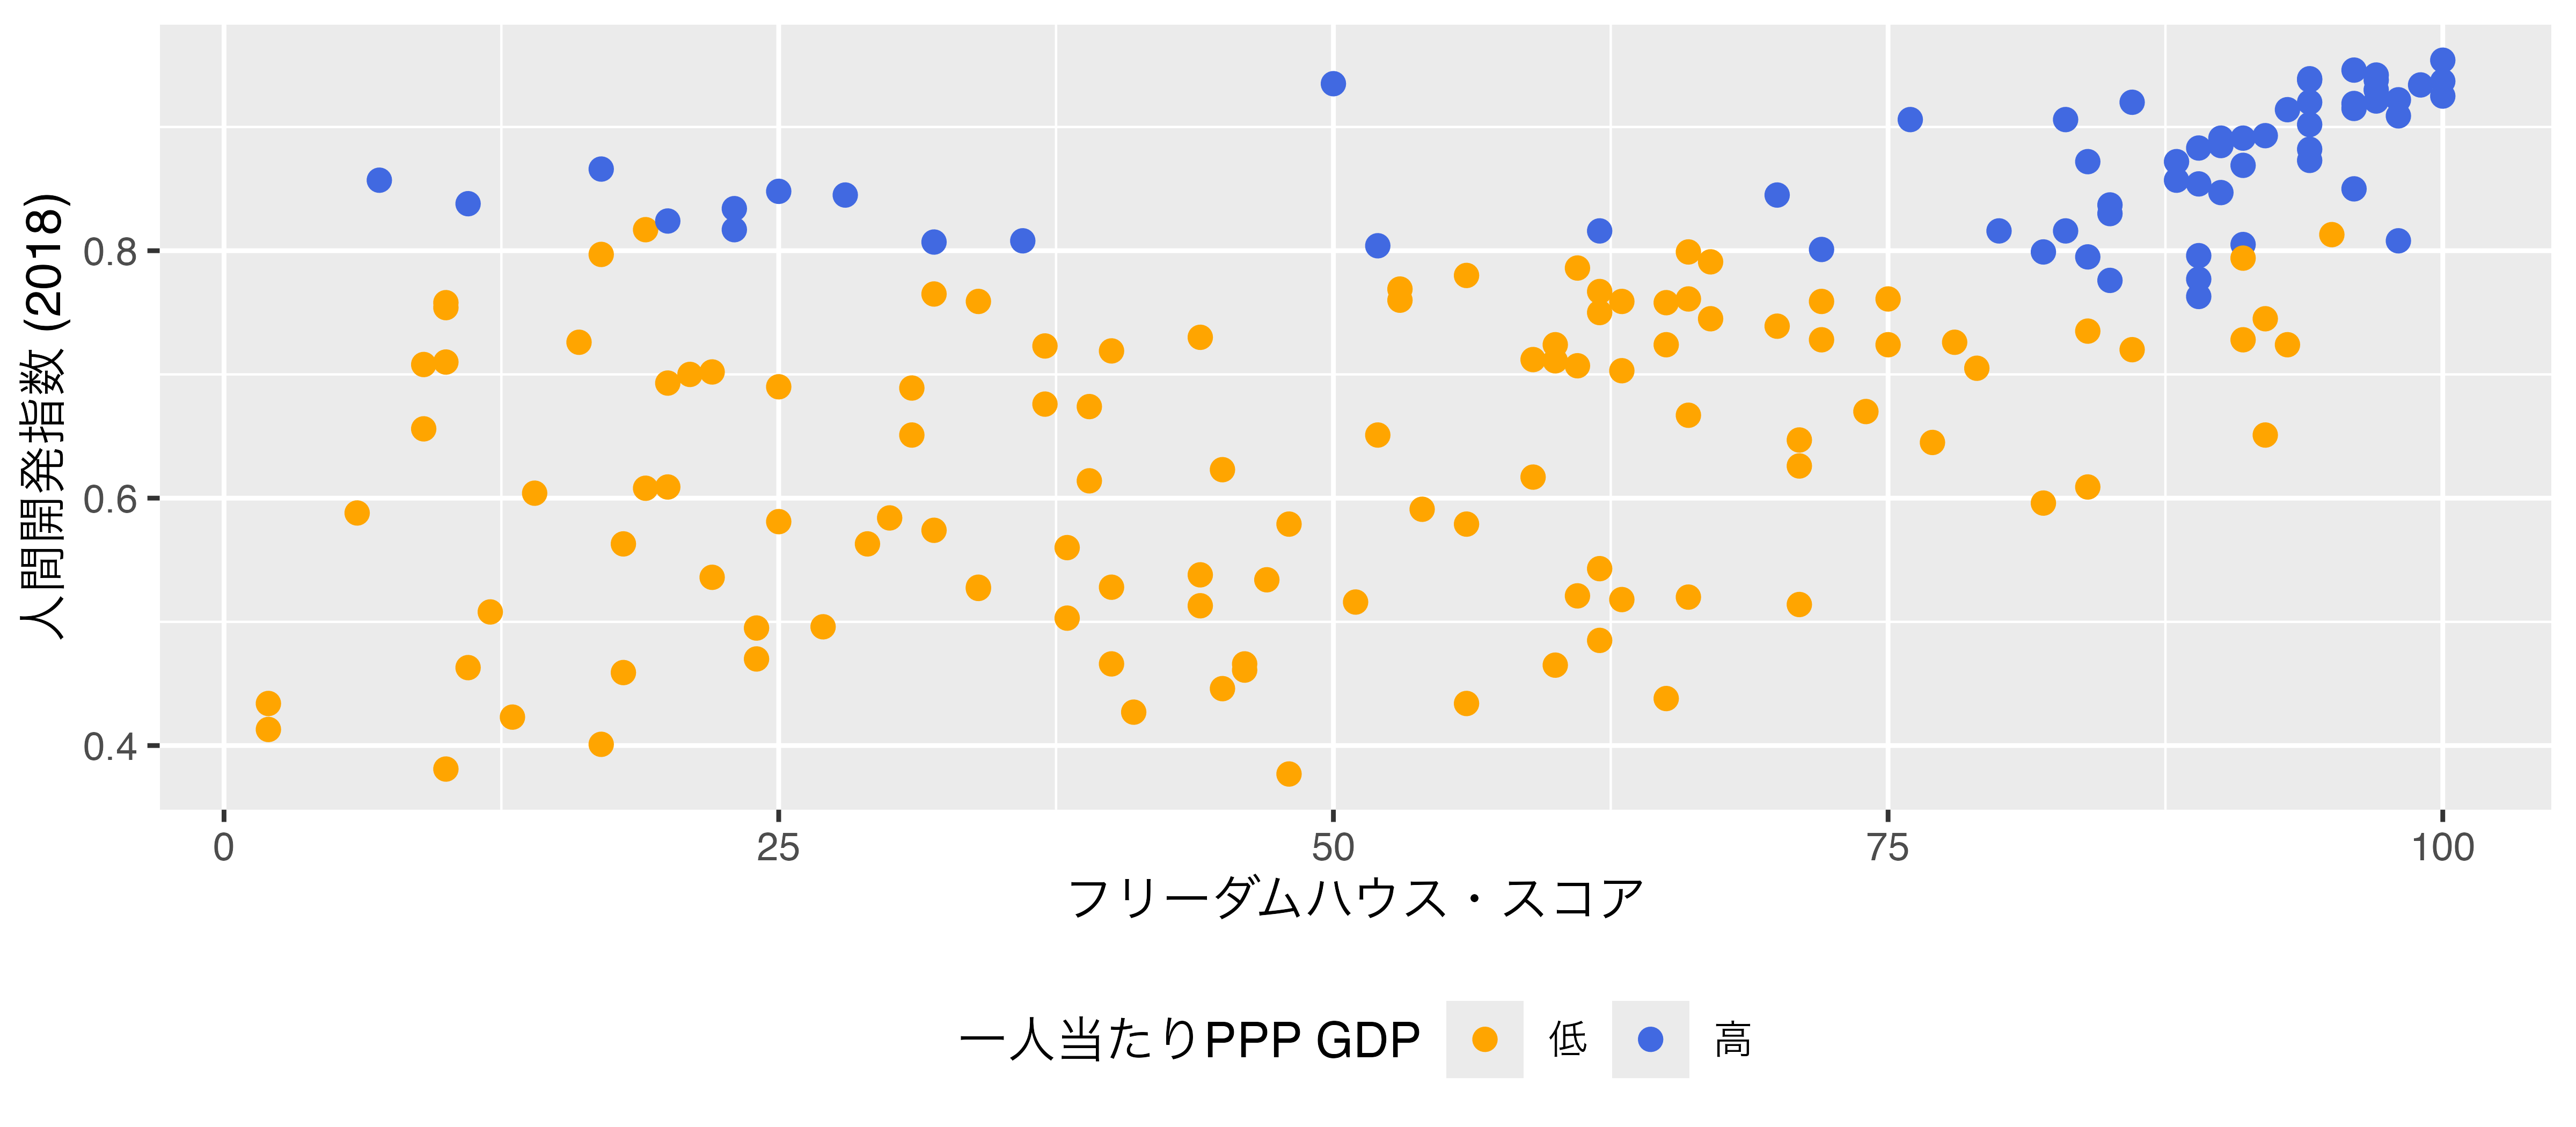 人間開発指数 (2018)
0.8
0.6
0.4
0 25 50 75 100
フリーダムハウス・スコア
一人当たりPPP GDP 低 高